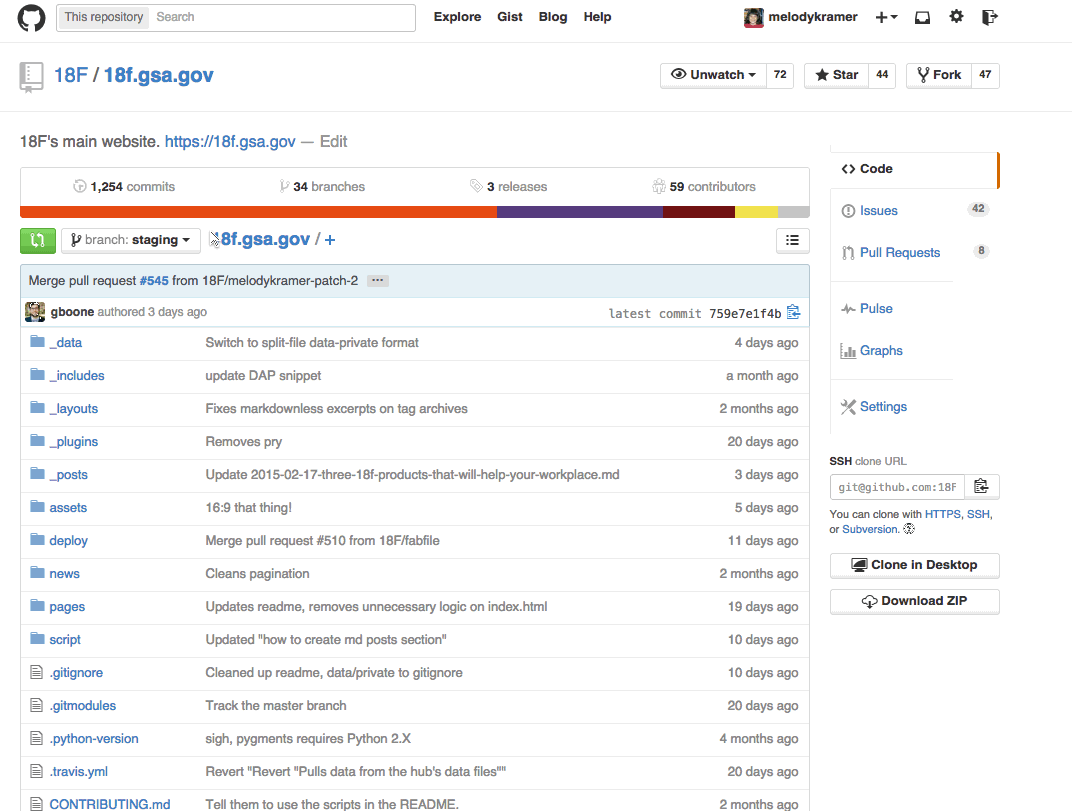 This repository Search Explore Gist Blog Help melodykramer
18F / 18f.gsa.gov Unwatch 72 Star 44 Fork 47
18F's main website. https://18f.gsa.gov — Edit
1,254 commits 34 branches 3 releases 59 contributors
branch: staging 8f.gsa.gov / +
Merge pull request #545 from 18F/melodykramer-patch-2 ...
gboone authored 3 days ago latest commit 759e7e1f4b
_data Switch to split-file data-private format 4 days ago
_includes update DAP snippet a month ago
_layouts Fixes markdownless excerpts on tag archives 2 months ago
_plugins Removes pry 20 days ago
_posts Update 2015-02-17-three-18f-products-that-will-help-your-workplace.md 3 days ago
assets 16:9 that thing! 5 days ago
deploy Merge pull request #510 from 18F/fabfile 11 days ago
news Cleans pagination 2 months ago
pages Updates readme, removes unnecessary logic on index.html 19 days ago
script Updated "how to create md posts section" 10 days ago
.gitignore Cleaned up readme, data/private to gitignore 10 days ago
.gitmodules Track the master branch 20 days ago
.python-version sigh, pygments requires Python 2.X 4 months ago
.travis.yml Revert "Revert "Pulls data from the hub's data files"" 20 days ago
CONTRIBUTING.md Tell them to use the scripts in the README. 2 months ago
Code
Issues 42
Pull Requests 8
Pulse
Graphs
Settings
SSH clone URL
git@github.com:18F
You can clone with HTTPS, SSH,
or Subversion.
Clone in Desktop
Download ZIP